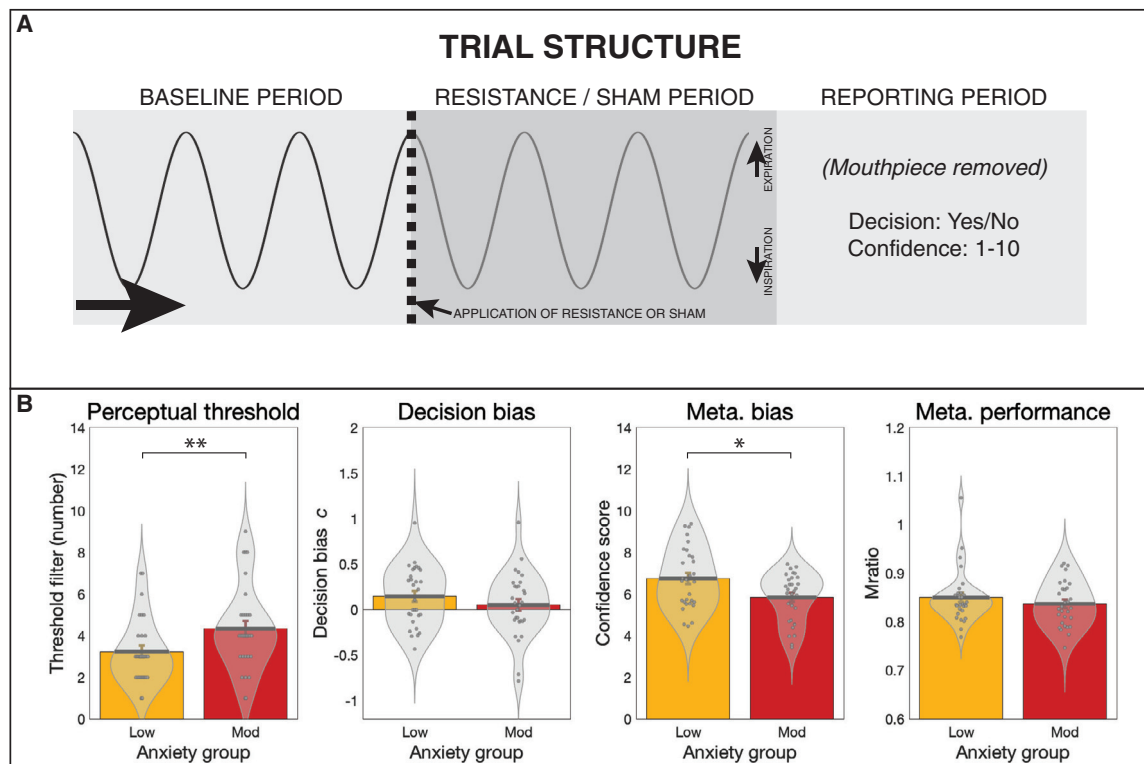 A
TRIAL STRUCTURE
BASELINE PERIOD
RESISTANCE / SHAM PERIOD
REPORTING PERIOD
EXPIRATION
INSPIRATION
(Mouthpiece removed)
Decision: Yes/No
Confidence: 1-10
APPLICATION OF RESISTANCE OR SHAM
B
Perceptual threshold
Threshold filter (number)
14
12
10
8
6
4
2
0
**
Low
Mod
Anxiety group
Decision bias
Decision bias c
2
1.5
1
0.5
0
-0.5
-1
Low
Mod
Anxiety group
Meta. bias
Confidence score
14
12
10
8
6
4
2
0
*
Low
Mod
Anxiety group
Meta. performance
Mratio
1.2
1.1
1
0.9
0.8
0.7
0.6
Low
Mod
Anxiety group